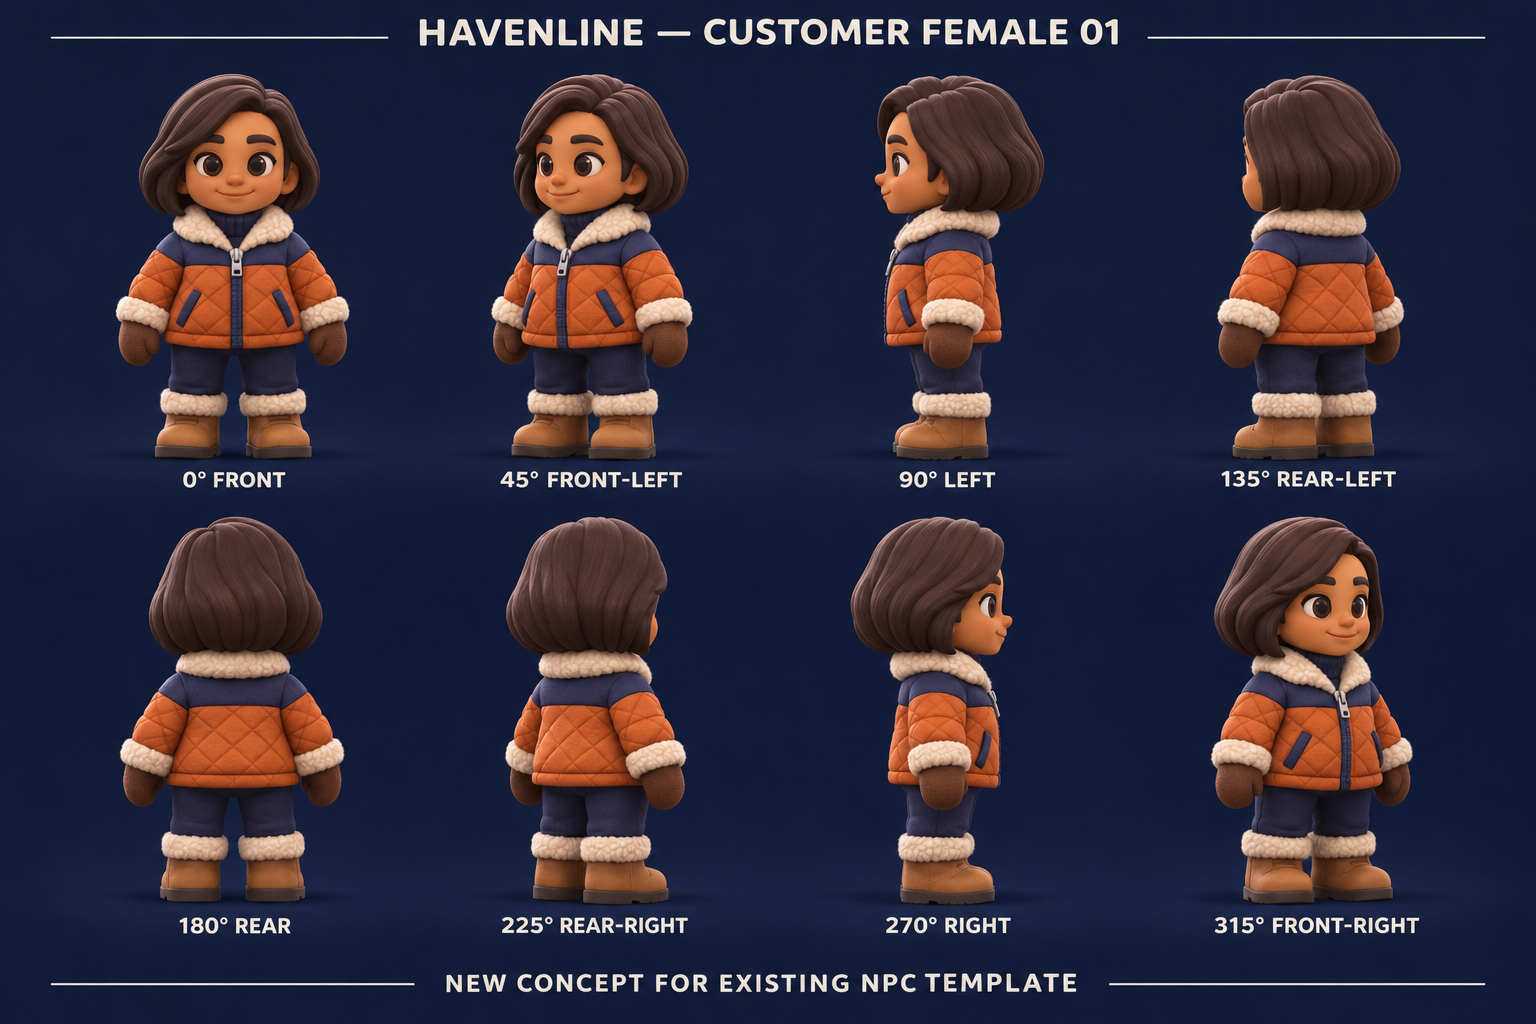 HAVENLINE — CUSTOMER FEMALE 01
0° FRONT
45° FRONT-LEFT
90° LEFT
135° REAR-LEFT
180° REAR
225° REAR-RIGHT
270° RIGHT
315° FRONT-RIGHT
NEW CONCEPT FOR EXISTING NPC TEMPLATE